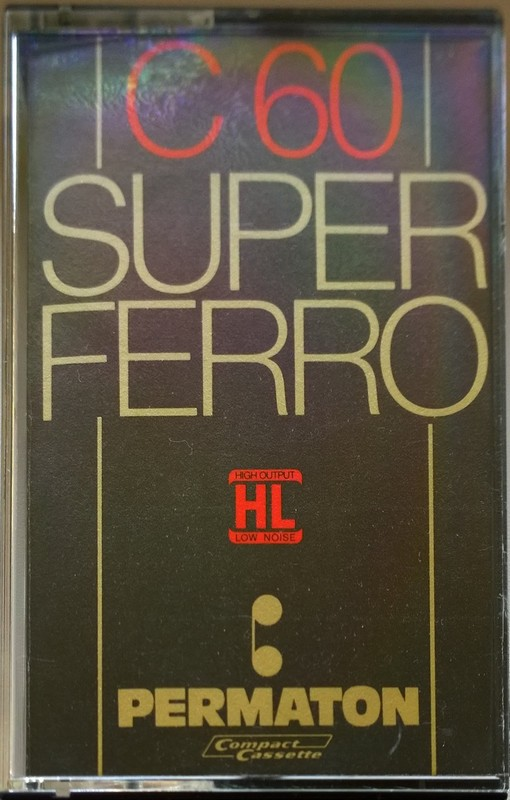 C 60
SUPER
FERRO
HIGH OUTPUT
HL
LOW NOISE
PERMATON
Compact
Cassette